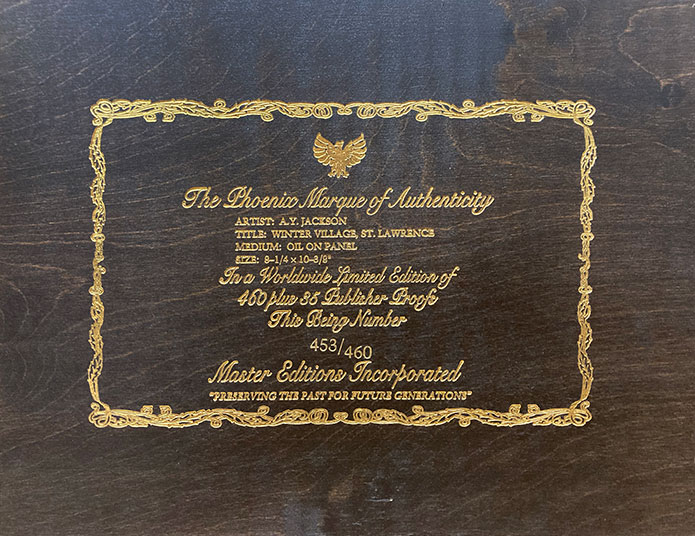 The Phoenix Marque of Authenticity
ARTIST: A.Y. JACKSON
TITLE: WINTER VILLAGE, ST. LAWRENCE
MEDIUM: OIL ON PANEL
SIZE: 8-1/4 x 10-3/8"
In a Worldwide Limited Edition of
460 plus 35 Publisher Proofs
This Being Number
453/460
Master Editions Incorporated
"PRESERVING THE PAST FOR FUTURE GENERATIONS"